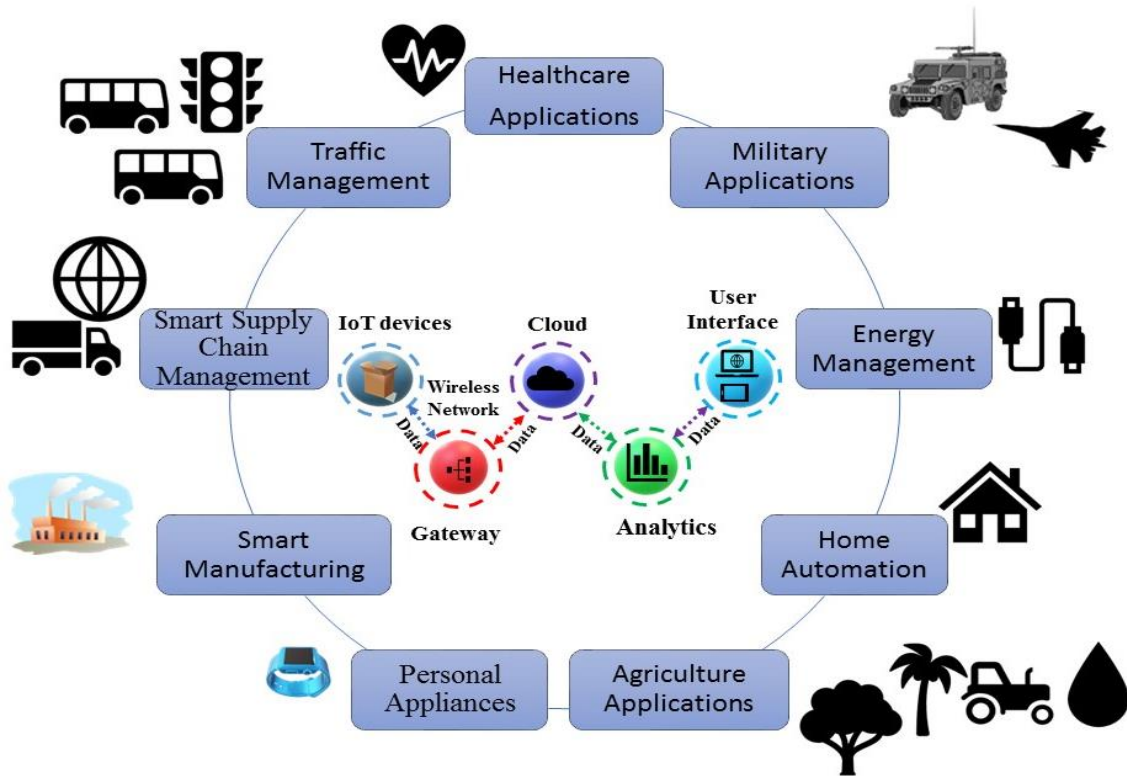 Healthcare
Applications
Traffic
Management
Military
Applications
Smart Supply
Chain
Management
IoT devices
Cloud
User
Interface
Energy
Management
Wireless
Network
Data
Data
Data
Data
Gateway
Analytics
Smart
Manufacturing
Home
Automation
Personal
Appliances
Agriculture
Applications